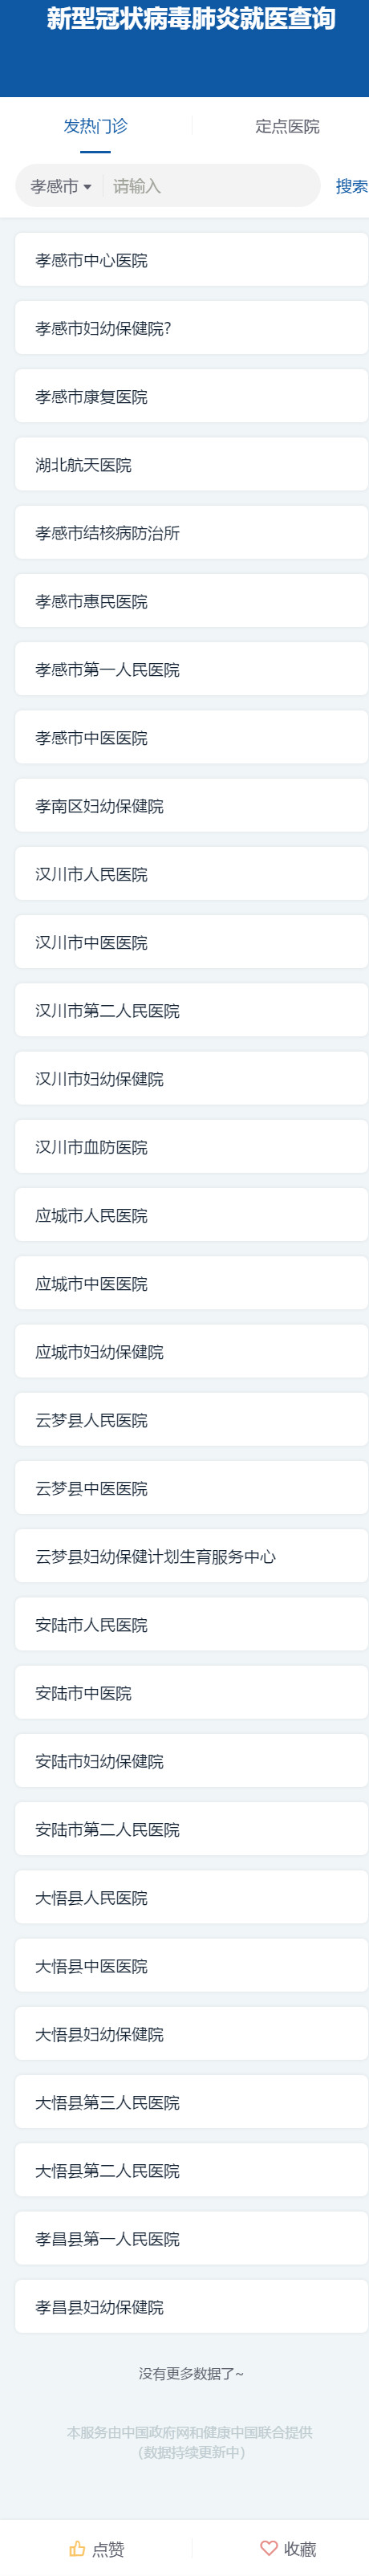 新型冠状病毒肺炎就医查询
发热门诊 定点医院
孝感市 请输入 搜索
孝感市中心医院
孝感市妇幼保健院?
孝感市康复医院
湖北航天医院
孝感市结核病防治所
孝感市惠民医院
孝感市第一人民医院
孝感市中医医院
孝南区妇幼保健院
汉川市人民医院
汉川市中医医院
汉川市第二人民医院
汉川市妇幼保健院
汉川市血防医院
应城市人民医院
应城市中医医院
应城市妇幼保健院
云梦县人民医院
云梦县中医医院
云梦县妇幼保健计划生育服务中心
安陆市人民医院
安陆市中医院
安陆市妇幼保健院
安陆市第二人民医院
大悟县人民医院
大悟县中医医院
大悟县妇幼保健院
大悟县第三人民医院
大悟县第二人民医院
孝昌县第一人民医院
孝昌县妇幼保健院
没有更多数据了~
本服务由中国政府网和健康中国联合提供
(数据持续更新中)
点赞 收藏